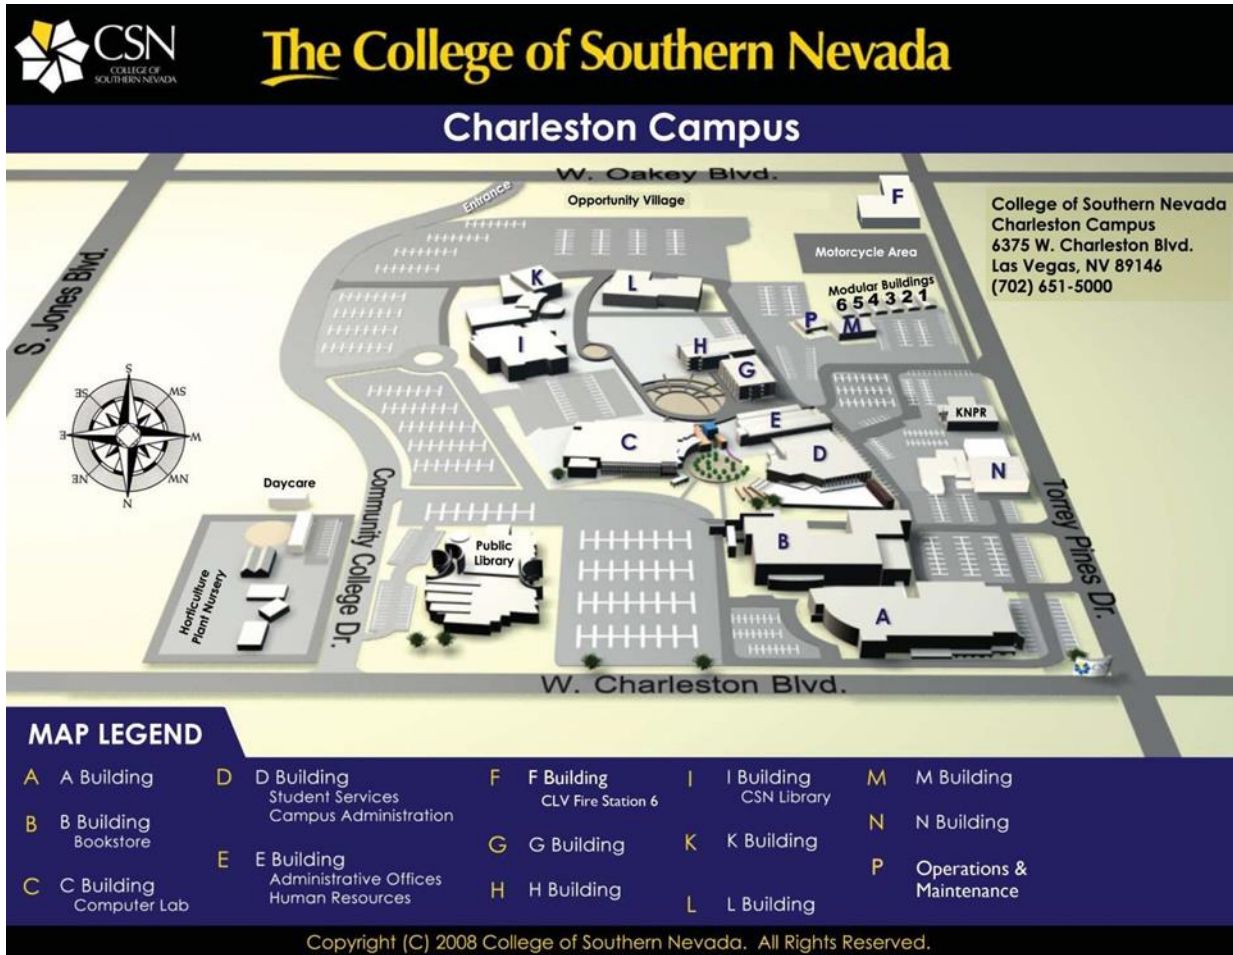 CSN
COLLEGE OF
SOUTHERN NEVADA
The College of Southern Nevada
Charleston Campus
W. Oakey Blvd.
Entrance
Opportunity Village
F
College of Southern Nevada
Charleston Campus
6375 W. Charleston Blvd.
Las Vegas, NV 89146
(702) 651-5000
Motorcycle Area
S. Jones Blvd.
K
L
Modular Buildings
6 5 4 3 2 1
P
M
I
H
G
S
SE
SW
E
W
NE
NW
N
KNPR
E
C
D
N
Daycare
Community College Dr.
Torrey Pines Dr.
Public
Library
B
Horticulture
Plant Nursery
A
W. Charleston Blvd.
MAP LEGEND
A A Building
B B Building
Bookstore
C C Building
Computer Lab
D D Building
Student Services
Campus Administration
E E Building
Administrative Offices
Human Resources
F F Building
CLV Fire Station 6
G G Building
H H Building
I I Building
CSN Library
K K Building
L L Building
M M Building
N N Building
P Operations &
Maintenance
Copyright (C) 2008 College of Southern Nevada. All Rights Reserved.